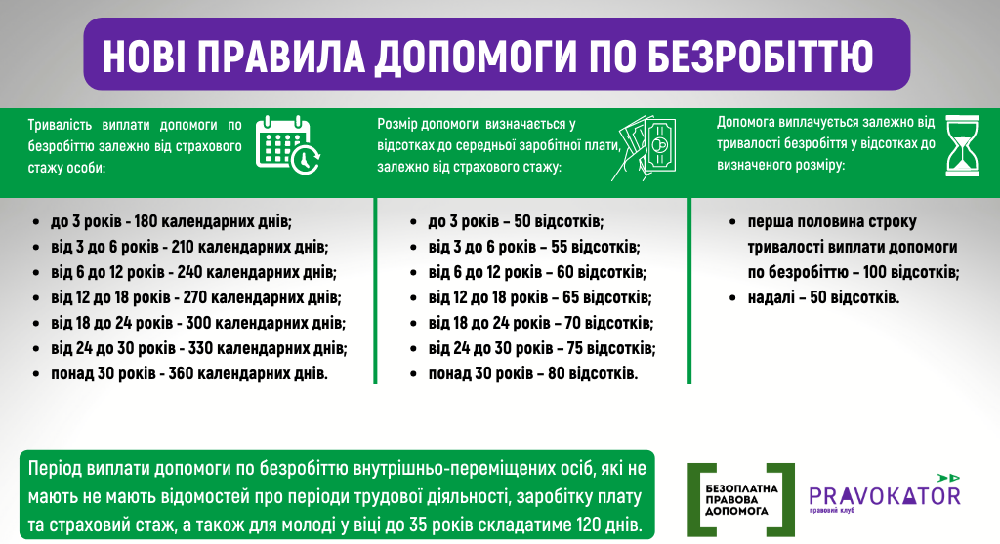 НОВІ ПРАВИЛА ДОПОМОГИ ПО БЕЗРОБІТТЮ
Тривалість виплати допомоги по
безробіттю залежно від страхового
стажу особи:
до 3 років - 180 календарних днів;
від 3 до 6 років - 210 календарних днів;
від 6 до 12 років - 240 календарних днів;
від 12 до 18 років - 270 календарних днів;
від 18 до 24 років - 300 календарних днів;
від 24 до 30 років - 330 календарних днів;
понад 30 років - 360 календарних днів.
Розмір допомоги визначається у
відсотках до середньої заробітної плати,
залежно від страхового стажу:
до 3 років – 50 відсотків;
від 3 до 6 років – 55 відсотків;
від 6 до 12 років – 60 відсотків;
від 12 до 18 років – 65 відсотків;
від 18 до 24 років – 70 відсотків;
від 24 до 30 років – 75 відсотків;
понад 30 років – 80 відсотків.
Допомога виплачується залежно від
тривалості безробіття у відсотках до
визначеного розміру:
перша половина строку
тривалості виплати допомоги
по безробіттю – 100 відсотків;
надалі – 50 відсотків.
Період виплати допомоги по безробіттю внутрішньо-переміщених осіб, які не
мають не мають відомостей про періоди трудової діяльності, заробітку плату
та страховий стаж, а також для молоді у віці до 35 років складатиме 120 днів.
БЕЗОПЛАТНА
ПРАВОВА
ДОПОМОГА
PRAVOKATOR
правовий клуб